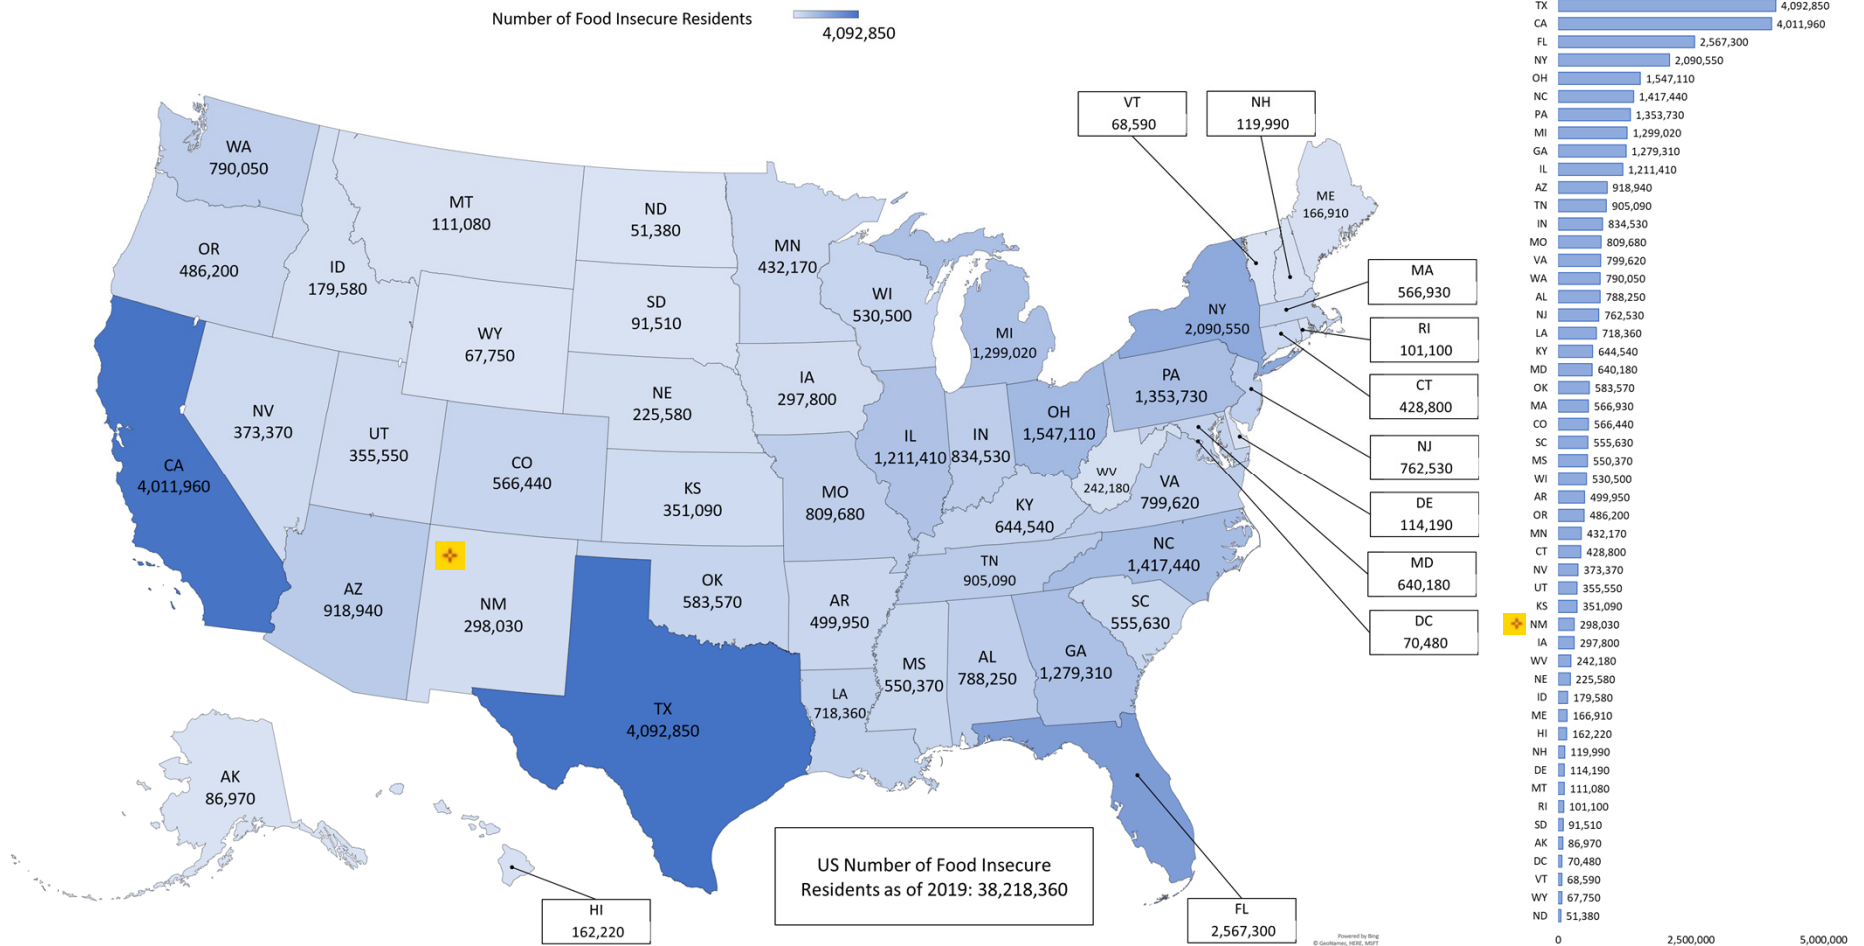 Number of Food Insecure Residents
4,092,850
WA
790,050
OR
486,200
ID
179,580
MT
111,080
ND
51,380
MN
432,170
SD
91,510
WI
530,500
MI
1,299,020
WY
67,750
NE
225,580
IA
297,800
NV
373,370
UT
355,550
CO
566,440
CA
4,011,960
KS
351,090
MO
809,680
IL
1,211,410
IN
834,530
OH
1,547,110
PA
1,353,730
NY
2,090,550
VT
68,590
NH
119,990
ME
166,910
MA
566,930
RI
101,100
CT
428,800
NJ
762,530
DE
114,190
MD
640,180
DC
70,480
WV
242,180
VA
799,620
KY
644,540
TN
905,090
NC
1,417,440
SC
555,630
AZ
918,940
NM
298,030
OK
583,570
AR
499,950
MS
550,370
AL
788,250
GA
1,279,310
LA
718,360
TX
4,092,850
AK
86,970
HI
162,220
FL
2,567,300
US Number of Food Insecure
Residents as of 2019: 38,218,360
Powered by Bing
© GeoNames, HERE, MSFT
TX 4,092,850
CA 4,011,960
FL 2,567,300
NY 2,090,550
OH 1,547,110
NC 1,417,440
PA 1,353,730
MI 1,299,020
GA 1,279,310
IL 1,211,410
AZ 918,940
TN 905,090
IN 834,530
MO 809,680
VA 799,620
WA 790,050
AL 788,250
NJ 762,530
LA 718,360
KY 644,540
MD 640,180
OK 583,570
MA 566,930
CO 566,440
SC 555,630
MS 550,370
WI 530,500
AR 499,950
OR 486,200
MN 432,170
CT 428,800
NV 373,370
UT 355,550
KS 351,090
NM 298,030
IA 297,800
WV 242,180
NE 225,580
ID 179,580
ME 166,910
HI 162,220
NH 119,990
DE 114,190
MT 111,080
RI 101,100
SD 91,510
AK 86,970
DC 70,480
VT 68,590
WY 67,750
ND 51,380
0 2,500,000 5,000,000